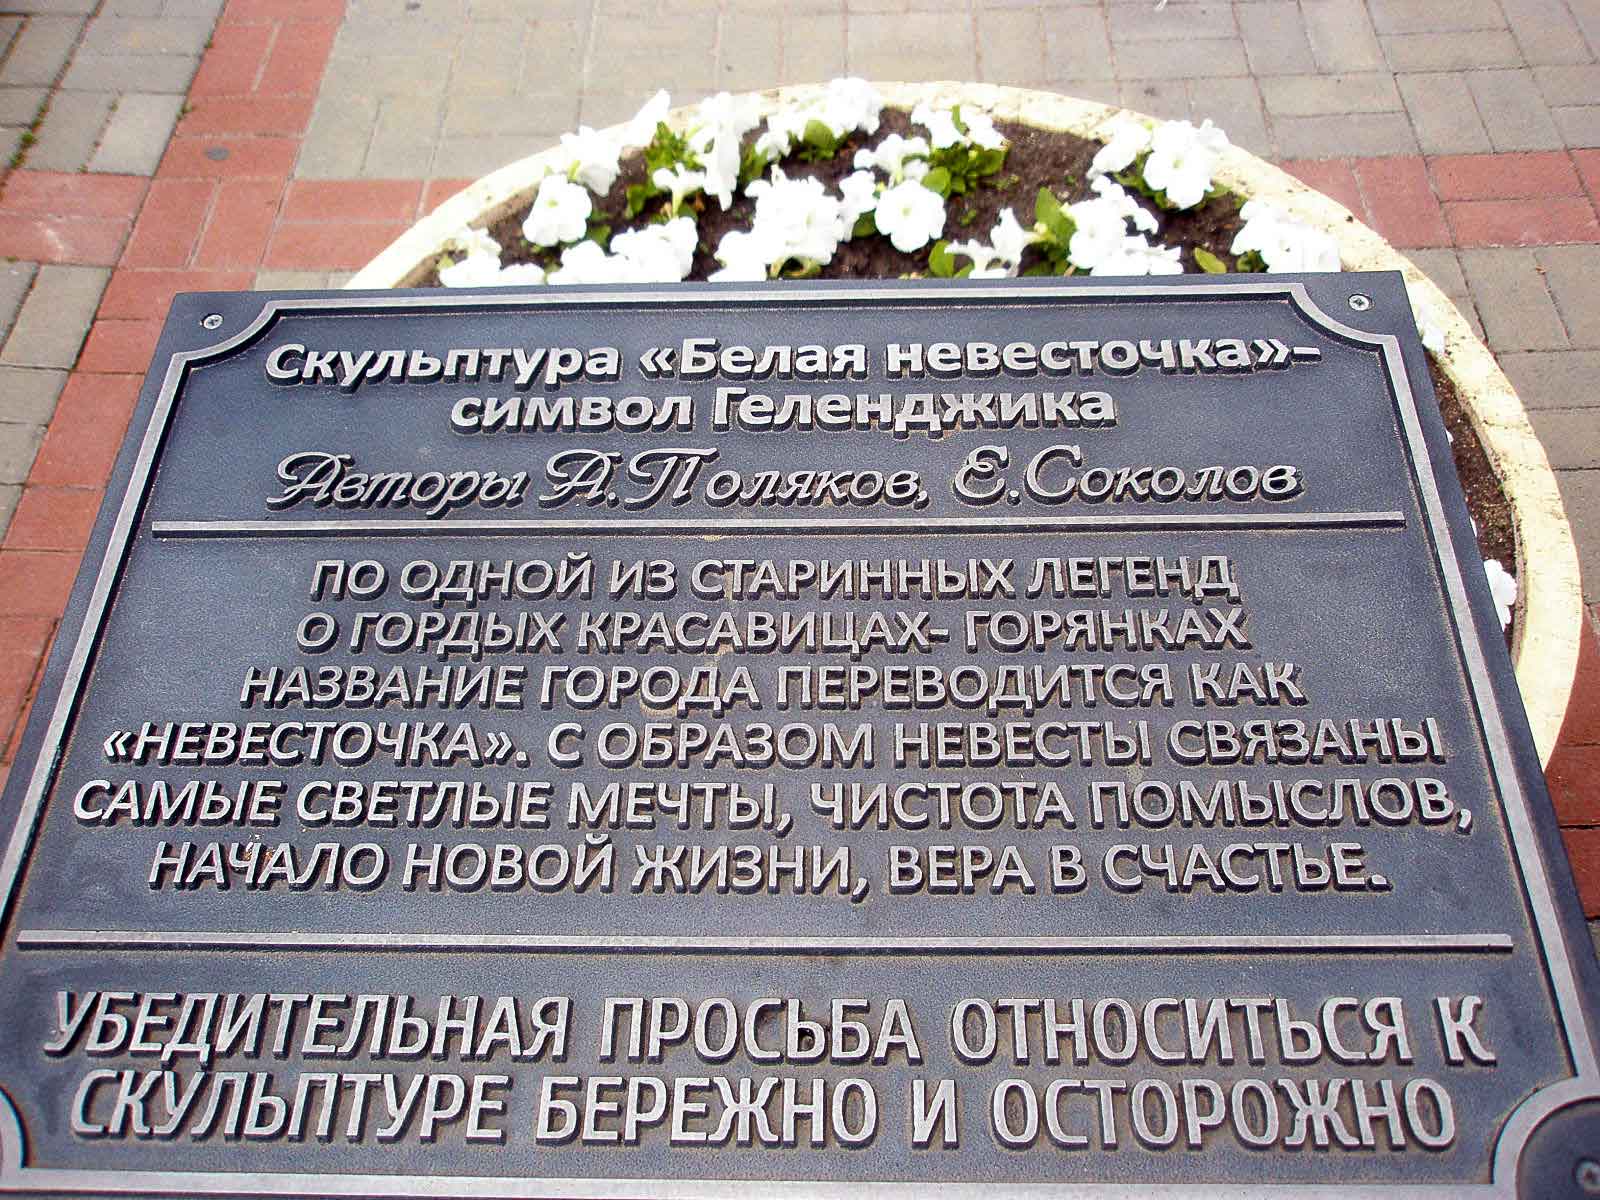 Скульптура «Белая невесточка»-
символ Геленджика
Авторы А.Поляков, Е.Соколов
ПО ОДНОЙ ИЗ СТАРИННЫХ ЛЕГЕНД
О ГОРДЫХ КРАСАВИЦАХ- ГОРЯНКАХ
НАЗВАНИЕ ГОРОДА ПЕРЕВОДИТСЯ КАК
«НЕВЕСТОЧКА». С ОБРАЗОМ НЕВЕСТЫ СВЯЗАНЫ
САМЫЕ СВЕТЛЫЕ МЕЧТЫ, ЧИСТОТА ПОМЫСЛОВ,
НАЧАЛО НОВОЙ ЖИЗНИ, ВЕРА В СЧАСТЬЕ.
УБЕДИТЕЛЬНАЯ ПРОСЬБА ОТНОСИТЬСЯ К
СКУЛЬПТУРЕ БЕРЕЖНО И ОСТОРОЖНО